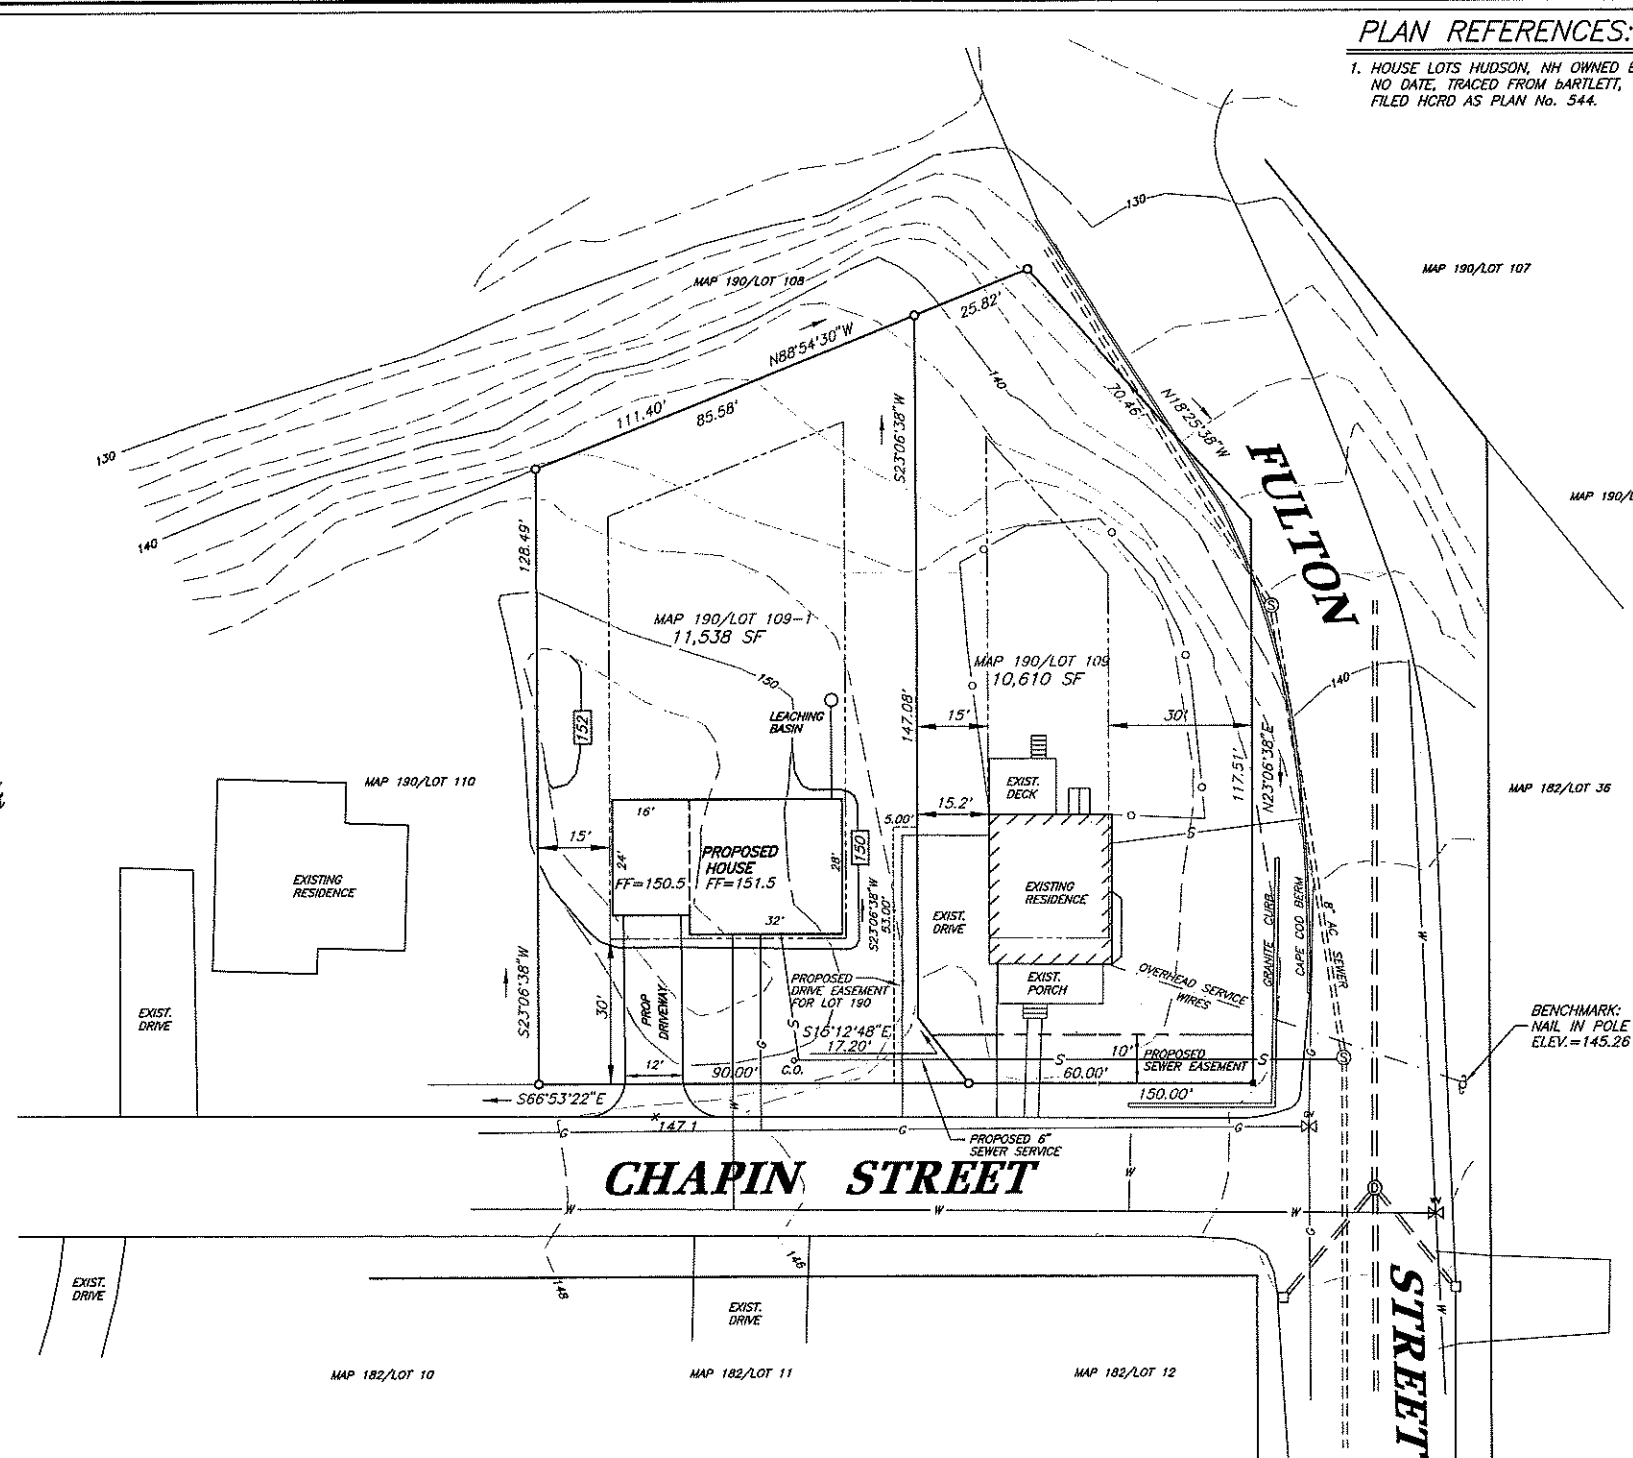 PLAN REFERENCES:
1. HOUSE LOTS HUDSON, NH OWNED
NO DATE, TRACED FROM bARTLETT,
FILED HCRD AS PLAN No. 544.
130
MAP 190/LOT 107
MAP 190/LOT 108
25.82'
N88°54'30"W
111.40'
85.58'
140
70.46'
N18°25'38"W
S23°06'38"W
130
140
128.49'
FULTON
MAP 190/L
MAP 190/LOT 109-1
11,538 SF
MAP 190/LOT 109
10,610 SF
150
140
152
LEACHING
BASIN
147.08'
15'
30'
117.51'
N23°06'38"E
MAP 190/LOT 110
EXIST.
DECK
MAP 182/LOT 36
16'
15.2'
5.00'
S
15'
24'
PROPOSED
HOUSE
FF=150.5
FF=151.5
28'
150
32'
S23°06'38"W
53.00'
EXISTING
RESIDENCE
EXISTING
RESIDENCE
EXIST.
DRIVE
GRANITE CURB
CAPE COD BERM
8" AC SEWER
W
S23°06'38"W
30'
PROP
DRIVEWAY
PROPOSED
DRIVE EASEMENT
FOR LOT 190
EXIST.
PORCH
OVERHEAD SERVICE
WIRES
EXIST.
DRIVE
S16°12'48"E
17.20'
10'
PROPOSED
SEWER EASEMENT
BENCHMARK:
NAIL IN POLE
ELEV.=145.26
12'
90.00'
C.O.
60.00'
150.00'
S66°53'22"E
147.1
G
G
G
PROPOSED 6"
SEWER SERVICE
CHAPIN STREET
W
W
W
D
148
146
EXIST.
DRIVE
EXIST.
DRIVE
STREET
MAP 182/LOT 10
MAP 182/LOT 11
MAP 182/LOT 12